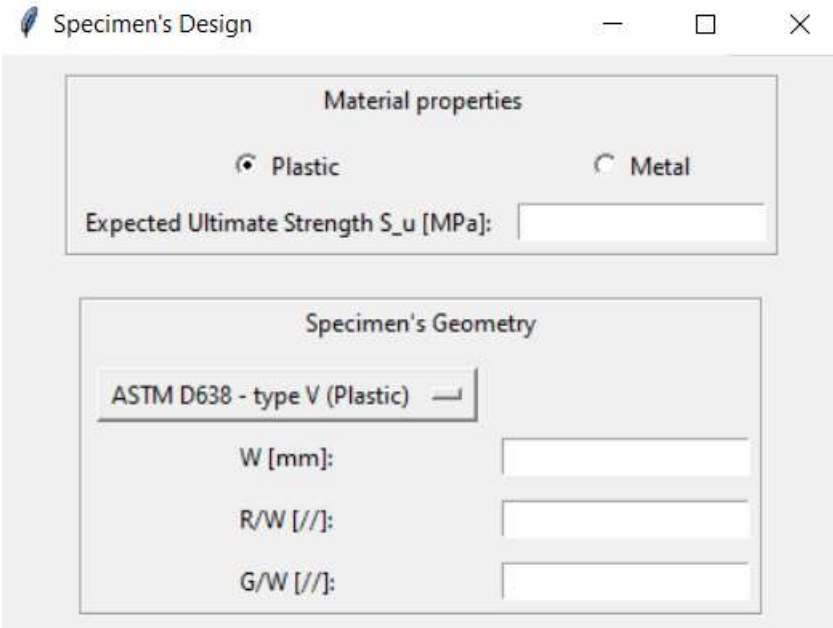 Specimen's Design
Material properties
Plastic Metal
Expected Ultimate Strength S_u [MPa]:
Specimen's Geometry
ASTM D638 - type V (Plastic)
W [mm]:
R/W [//]:
G/W [//]: